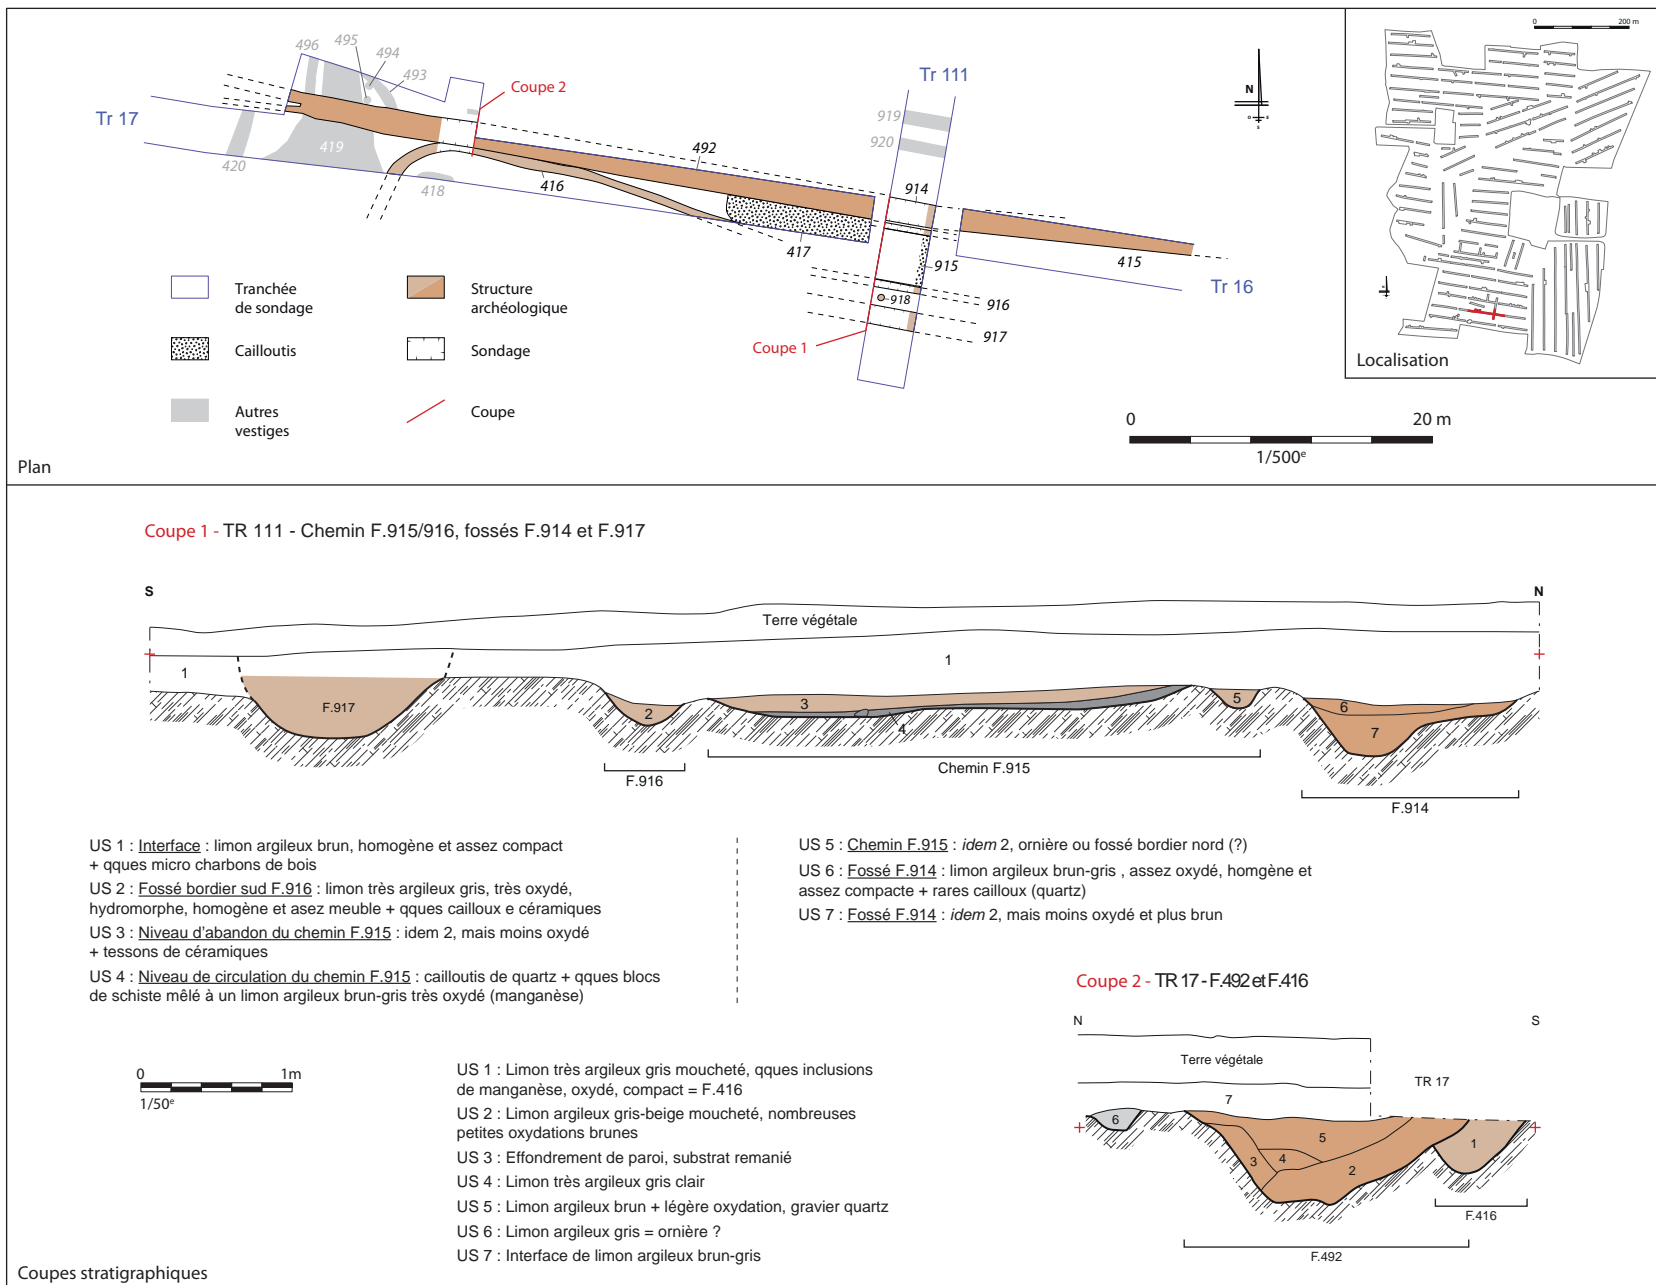 496
495
494
493
Coupe 2
Tr 17
420
419
418
416
492
417
Tr 111
919
920
914
915
918
916
917
Coupe 1
415
Tr 16
N
O
E
S
Tranchée
de sondage
Structure
archéologique
Cailloutis
Sondage
Autres
vestiges
Coupe
0
20 m
1/500e
Plan
0
200 m
N
Localisation
Coupe 1 - TR 111 - Chemin F.915/916, fossés F.914 et F.917
S
N
Terre végétale
1
1
F.917
2
3
4
5
6
7
F.916
Chemin F.915
F.914
US 1 : Interface : limon argileux brun, homogène et assez compact
+ qques micro charbons de bois
US 2 : Fossé bordier sud F.916 : limon très argileux gris, très oxydé,
hydromorphe, homogène et asez meuble + qques cailloux e céramiques
US 3 : Niveau d'abandon du chemin F.915 : idem 2, mais moins oxydé
+ tessons de céramiques
US 4 : Niveau de circulation du chemin F.915 : cailloutis de quartz + qques blocs
de schiste mêlé à un limon argileux brun-gris très oxydé (manganèse)
US 5 : Chemin F.915 : idem 2, ornière ou fossé bordier nord (?)
US 6 : Fossé F.914 : limon argileux brun-gris , assez oxydé, homgène et
assez compacte + rares cailloux (quartz)
US 7 : Fossé F.914 : idem 2, mais moins oxydé et plus brun
0
1m
1/50e
Coupe 2 - TR 17 - F.492 et F.416
N
S
Terre végétale
TR 17
7
6
5
4
3
2
1
F.416
F.492
US 1 : Limon très argileux gris moucheté, qques inclusions
de manganèse, oxydé, compact = F.416
US 2 : Limon argileux gris-beige moucheté, nombreuses
petites oxydations brunes
US 3 : Effondrement de paroi, substrat remanié
US 4 : Limon très argileux gris clair
US 5 : Limon argileux brun + légère oxydation, gravier quartz
US 6 : Limon argileux gris = ornière ?
US 7 : Interface de limon argileux brun-gris
Coupes stratigraphiques